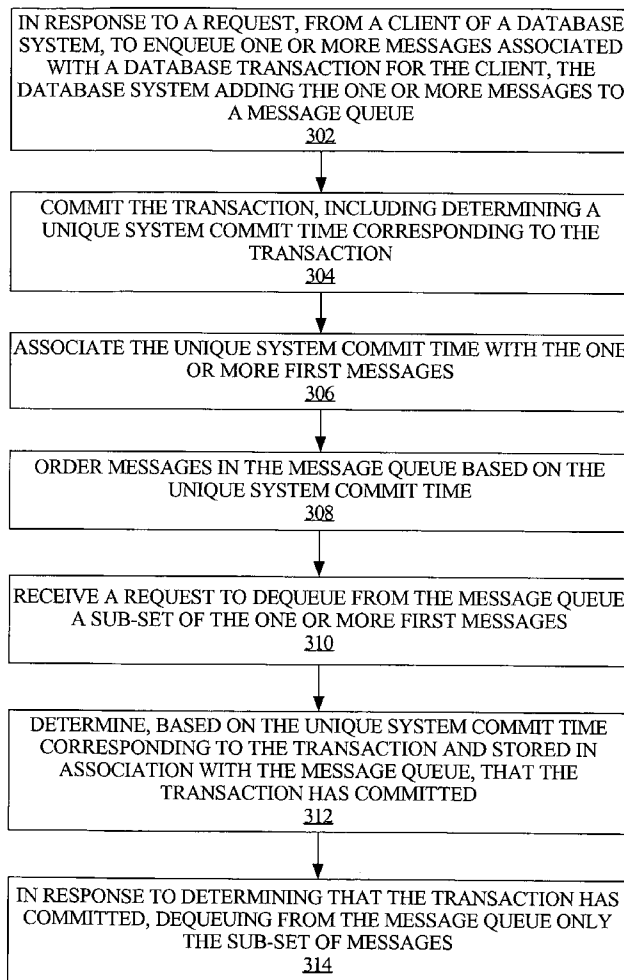 IN RESPONSE TO A REQUEST, FROM A CLIENT OF A DATABASE
SYSTEM, TO ENQUEUE ONE OR MORE MESSAGES ASSOCIATED
WITH A DATABASE TRANSACTION FOR THE CLIENT, THE
DATABASE SYSTEM ADDING THE ONE OR MORE MESSAGES TO
A MESSAGE QUEUE
302
COMMIT THE TRANSACTION, INCLUDING DETERMINING A
UNIQUE SYSTEM COMMIT TIME CORRESPONDING TO THE
TRANSACTION
304
ASSOCIATE THE UNIQUE SYSTEM COMMIT TIME WITH THE ONE
OR MORE FIRST MESSAGES
306
ORDER MESSAGES IN THE MESSAGE QUEUE BASED ON THE
UNIQUE SYSTEM COMMIT TIME
308
RECEIVE A REQUEST TO DEQUEUE FROM THE MESSAGE QUEUE
A SUB-SET OF THE ONE OR MORE FIRST MESSAGES
310
DETERMINE, BASED ON THE UNIQUE SYSTEM COMMIT TIME
CORRESPONDING TO THE TRANSACTION AND STORED IN
ASSOCIATION WITH THE MESSAGE QUEUE, THAT THE
TRANSACTION HAS COMMITTED
312
IN RESPONSE TO DETERMINING THAT THE TRANSACTION HAS
COMMITTED, DEQUEUING FROM THE MESSAGE QUEUE ONLY
THE SUB-SET OF MESSAGES
314